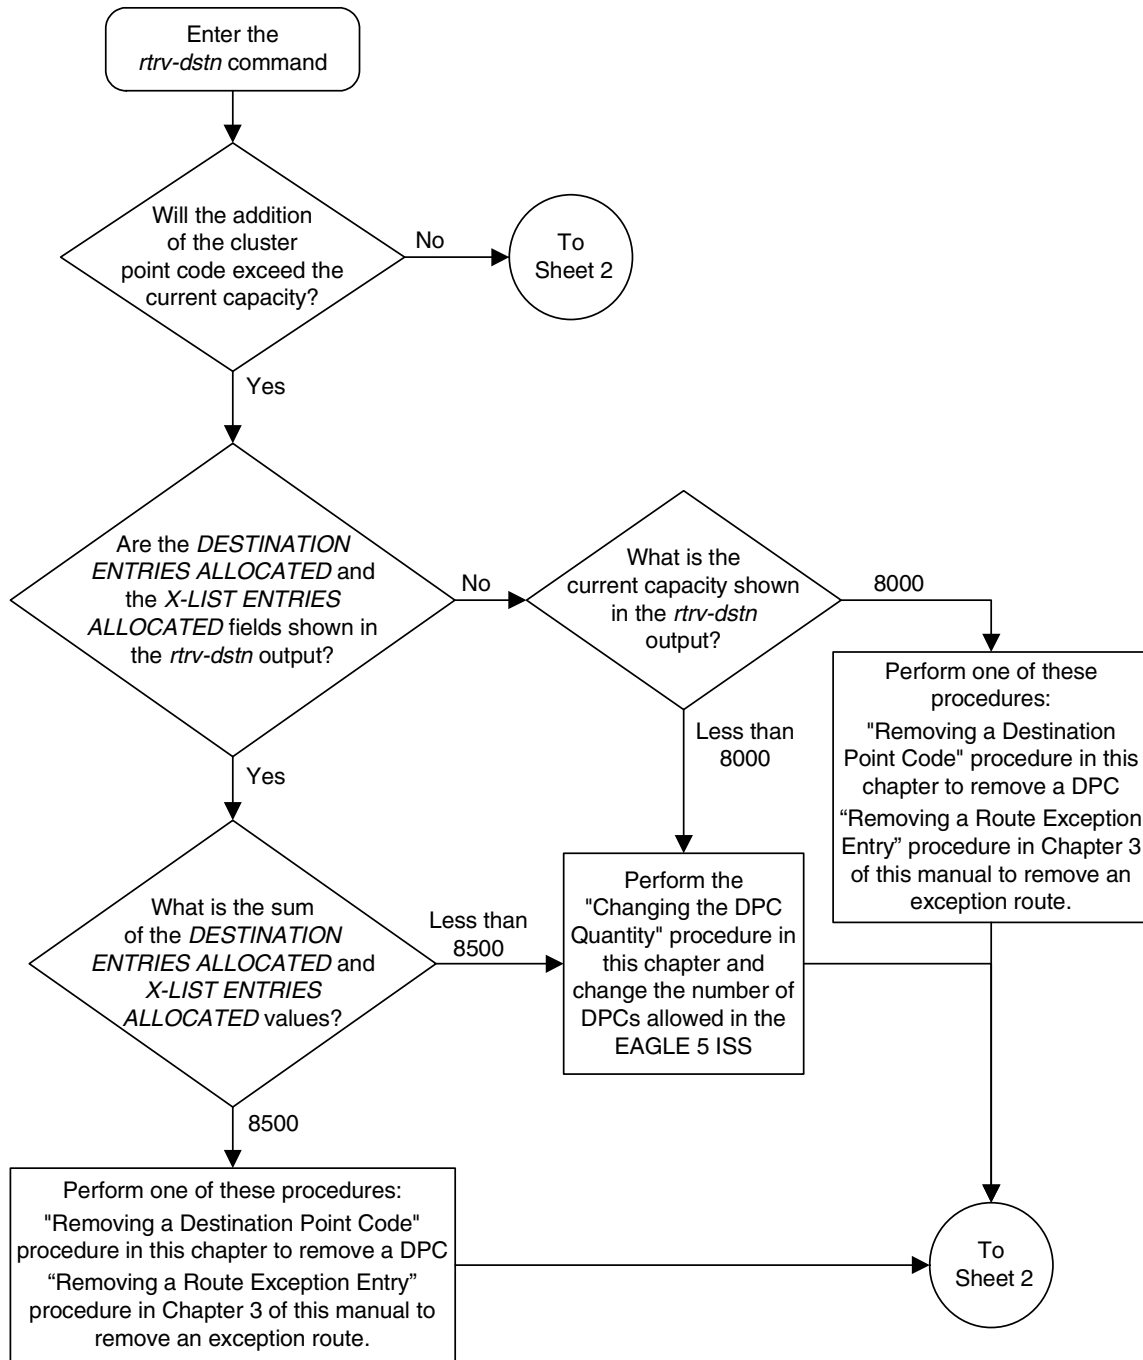 Enter the
rtrv-dstn command
Will the addition
of the cluster
point code exceed the
current capacity?
No
To
Sheet 2
Yes
Are the DESTINATION
ENTRIES ALLOCATED and
the X-LIST ENTRIES
ALLOCATED fields shown in
the rtrv-dstn output?
No
What is the
current capacity shown
in the rtrv-dstn
output?
8000
Perform one of these
procedures:
"Removing a Destination
Point Code" procedure in this
chapter to remove a DPC
“Removing a Route Exception
Entry” procedure in Chapter 3
of this manual to remove an
exception route.
Less than
8000
Yes
What is the sum
of the DESTINATION
ENTRIES ALLOCATED and
X-LIST ENTRIES
ALLOCATED values?
Less than
8500
Perform the
"Changing the DPC
Quantity" procedure in
this chapter and
change the number of
DPCs allowed in the
EAGLE 5 ISS
8500
Perform one of these procedures:
"Removing a Destination Point Code"
procedure in this chapter to remove a DPC
“Removing a Route Exception Entry”
procedure in Chapter 3 of this manual to
remove an exception route.
To
Sheet 2